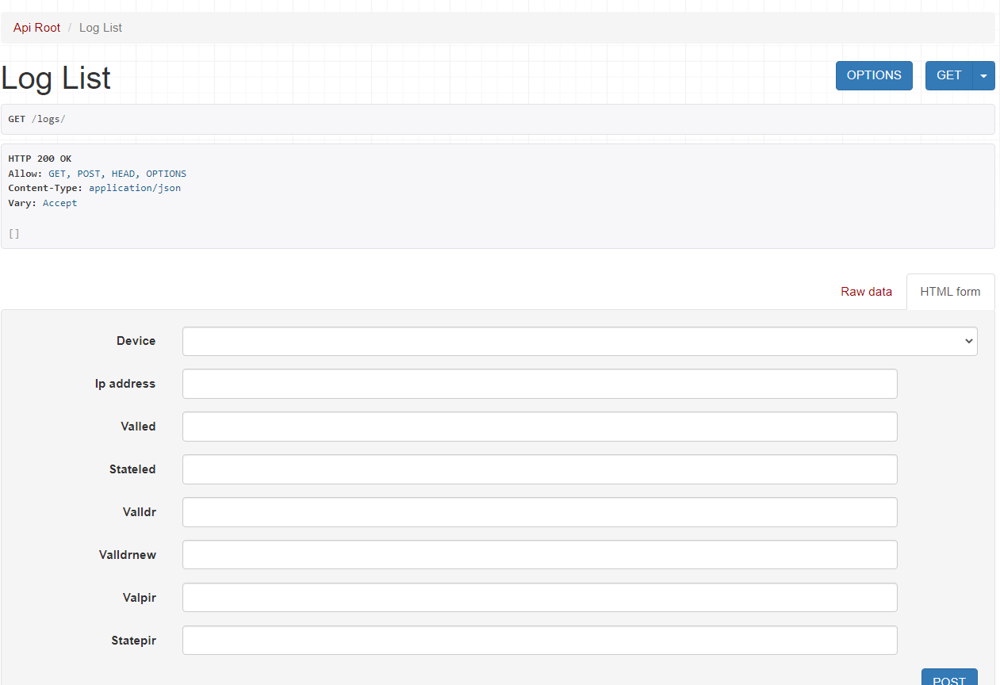 Api Root / Log List
Log List
OPTIONS
GET
GET /logs/
HTTP 200 OK
Allow: GET, POST, HEAD, OPTIONS
Content-Type: application/json
Vary: Accept
[]
Raw data
HTML form
Device
Ip address
Valled
Stateled
Valldr
Valldrnew
Valpir
Statepir
POST